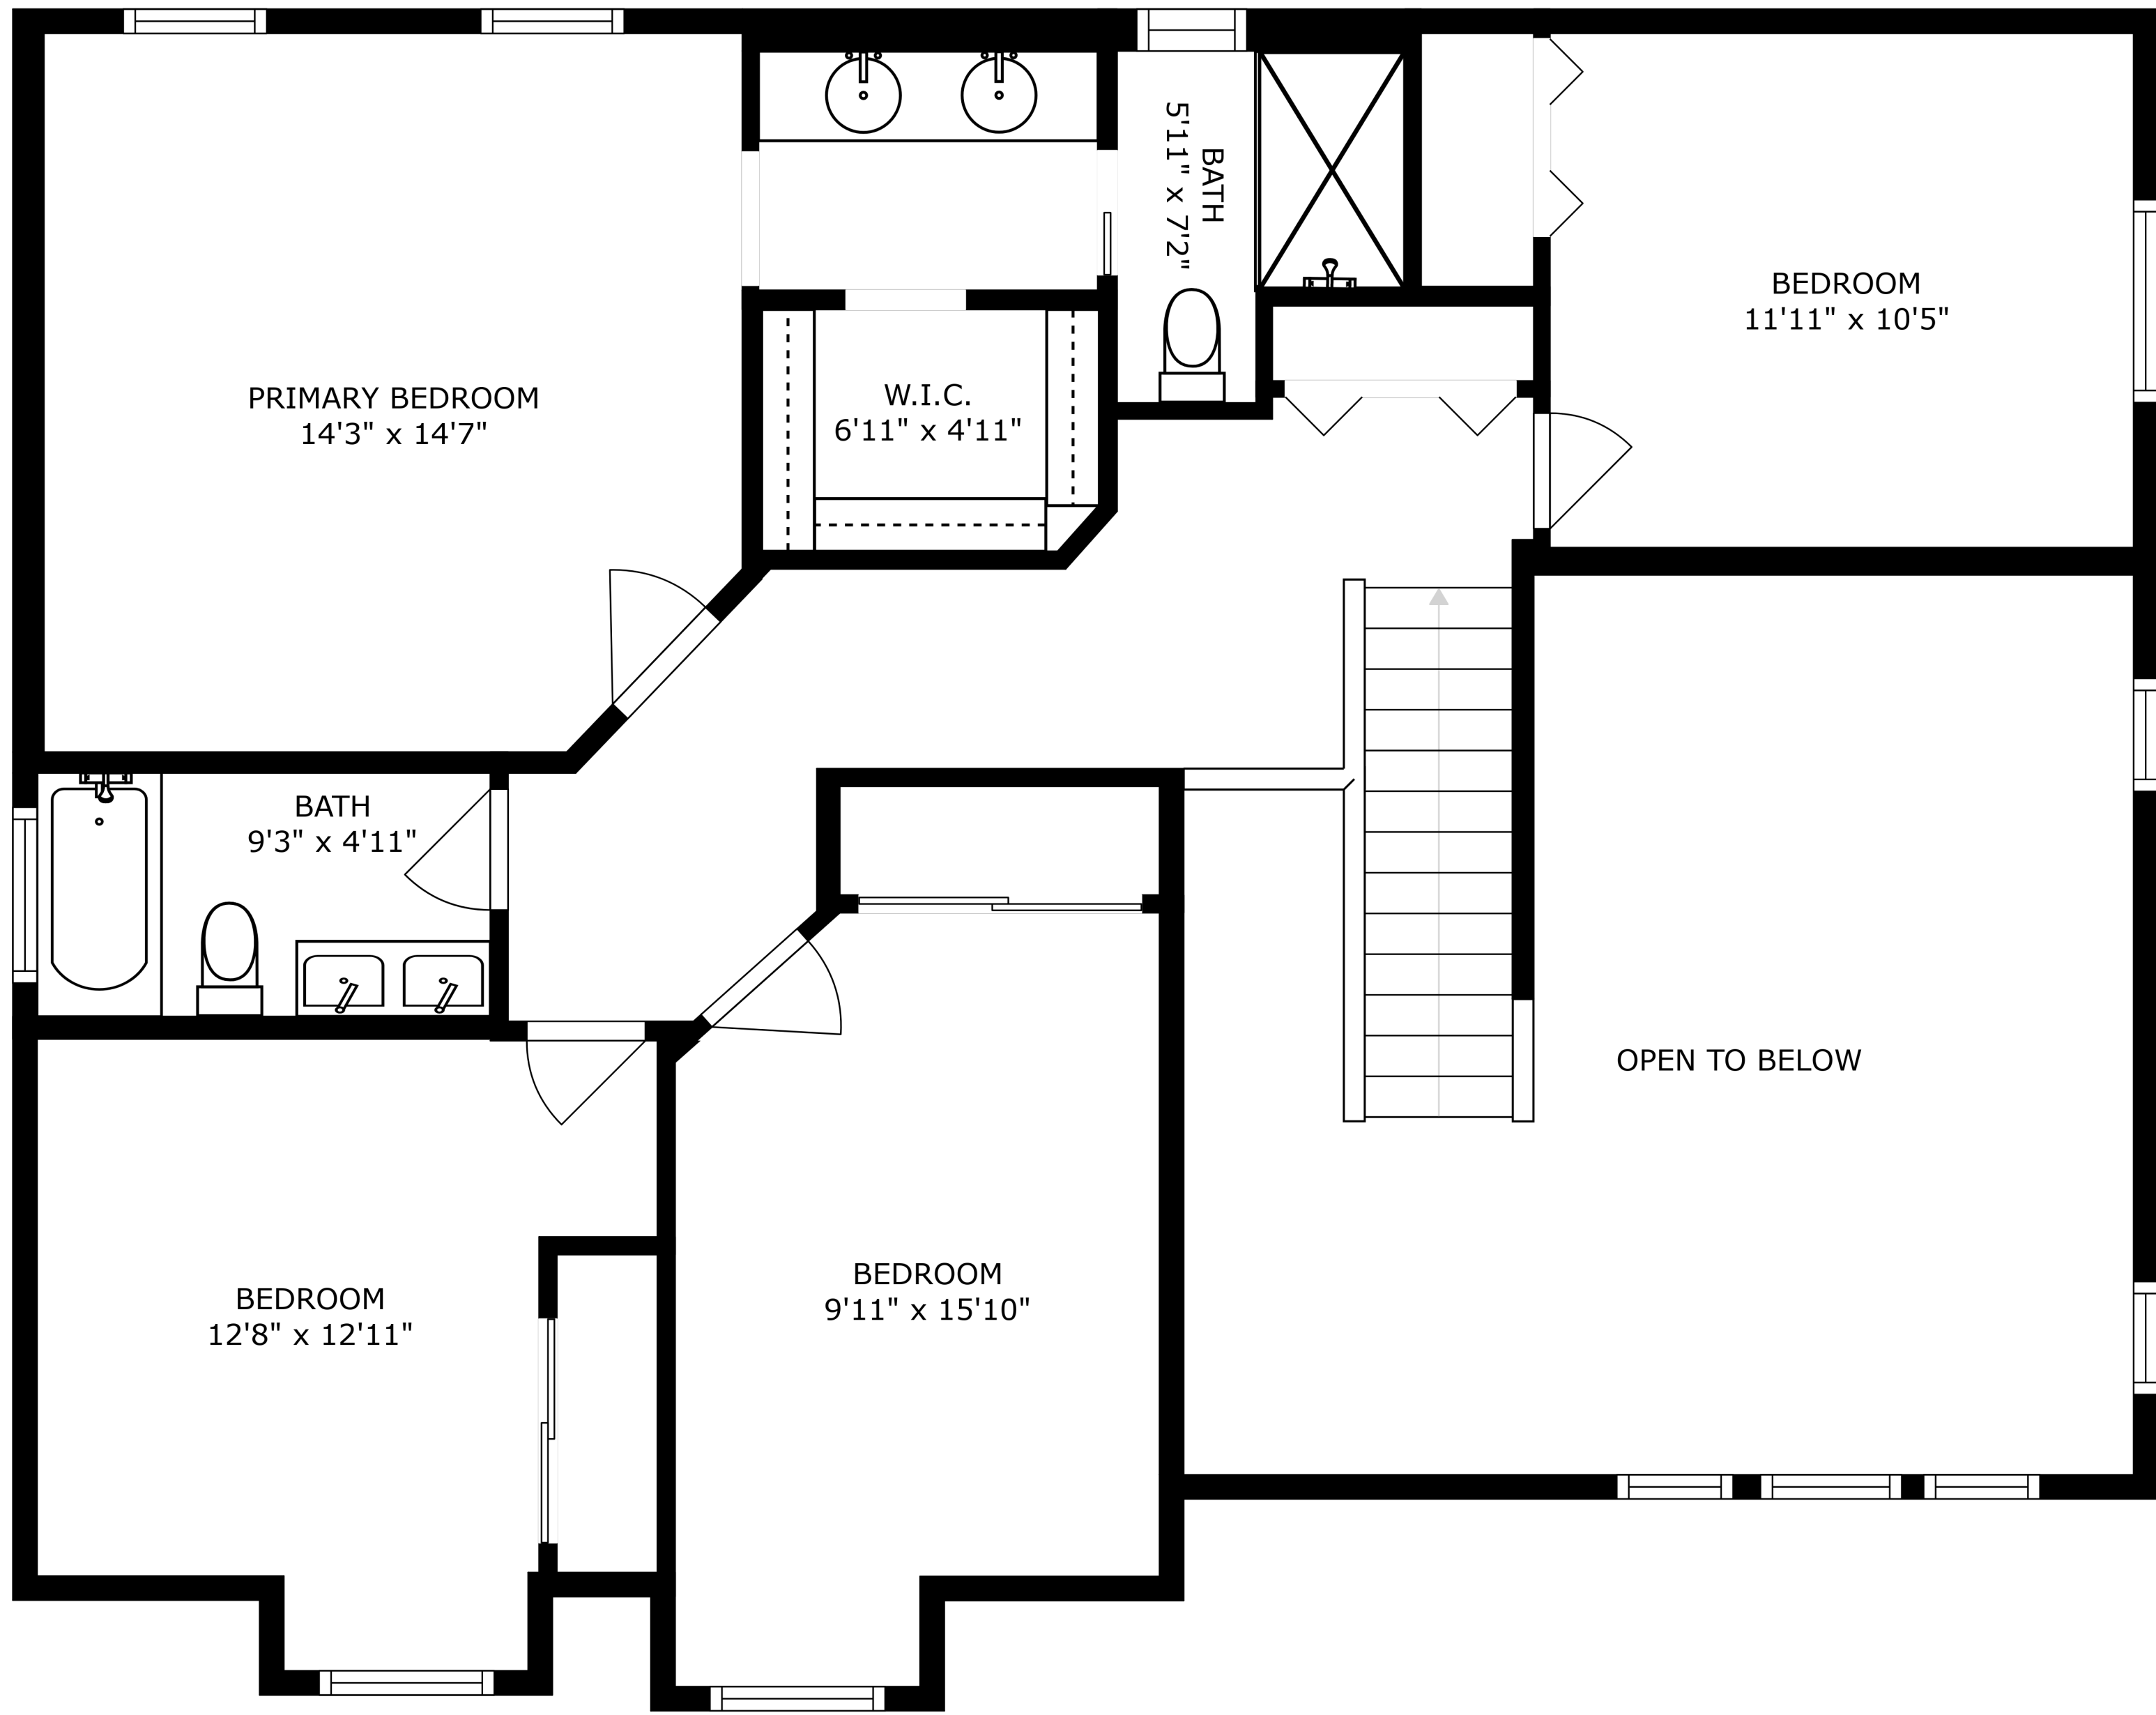 BATH
5'11" x 7'2"
BEDROOM
11'11" x 10'5"
PRIMARY BEDROOM
14'3" x 14'7"
W.I.C.
6'11" x 4'11"
BATH
9'3" x 4'11"
OPEN TO BELOW
BEDROOM
12'8" x 12'11"
BEDROOM
9'11" x 15'10"